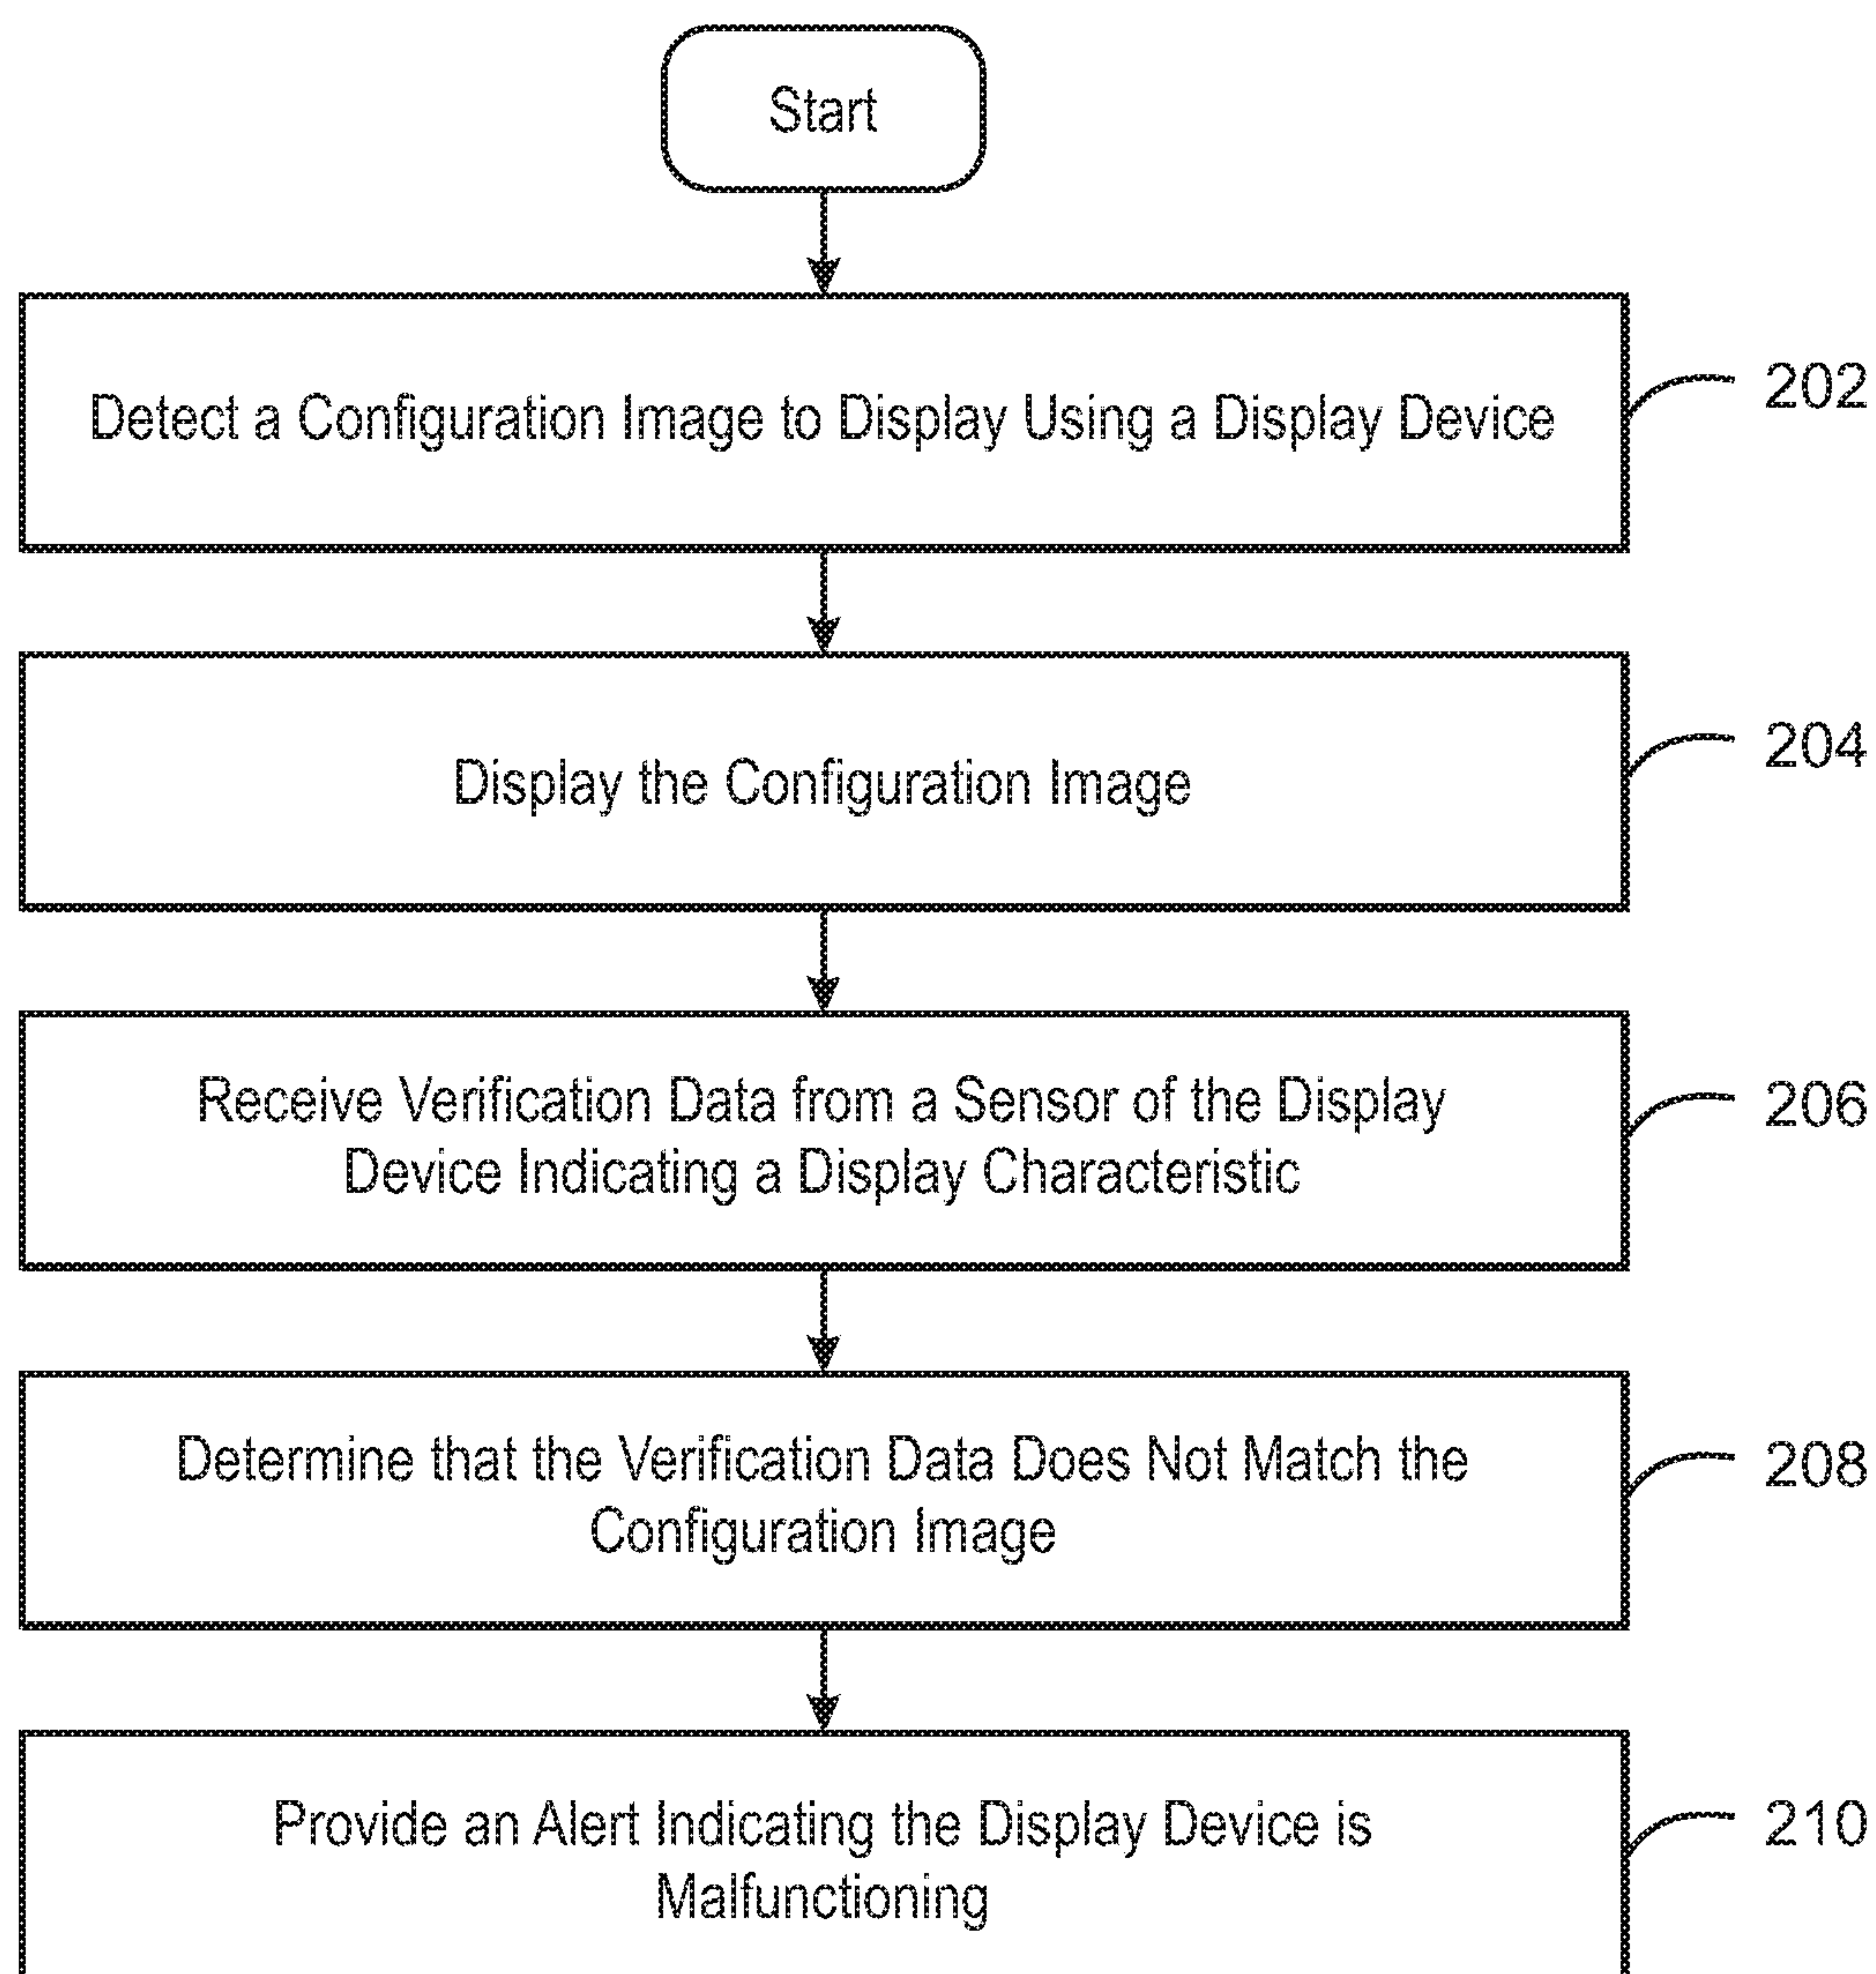 Start
Detect a Configuration Image to Display Using a Display Device
202
Display the Configuration Image
204
Receive Verification Data from a Sensor of the Display
Device Indicating a Display Characteristic
206
Determine that the Verification Data Does Not Match the
Configuration Image
208
Provide an Alert Indicating the Display Device is
Malfunctioning
210